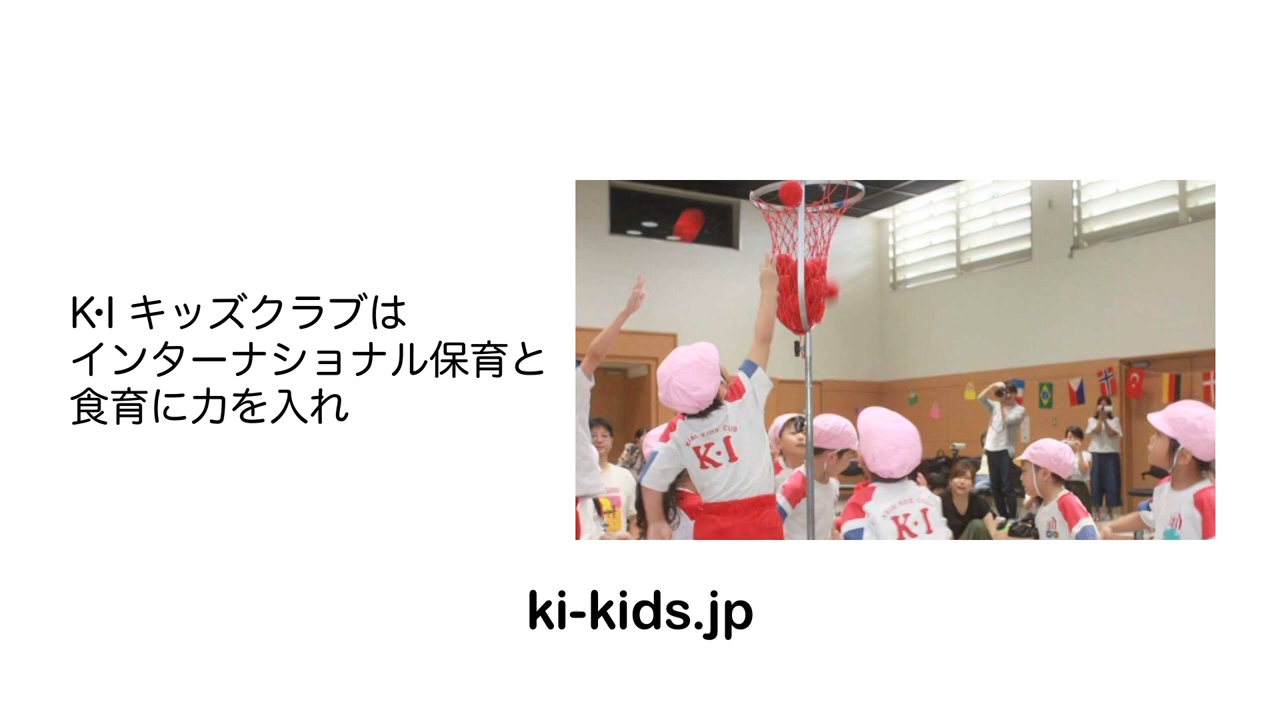 K・I キッズクラブは
インターナショナル保育と
食育に力を入れ
K・I
K・I
ki-kids.jp